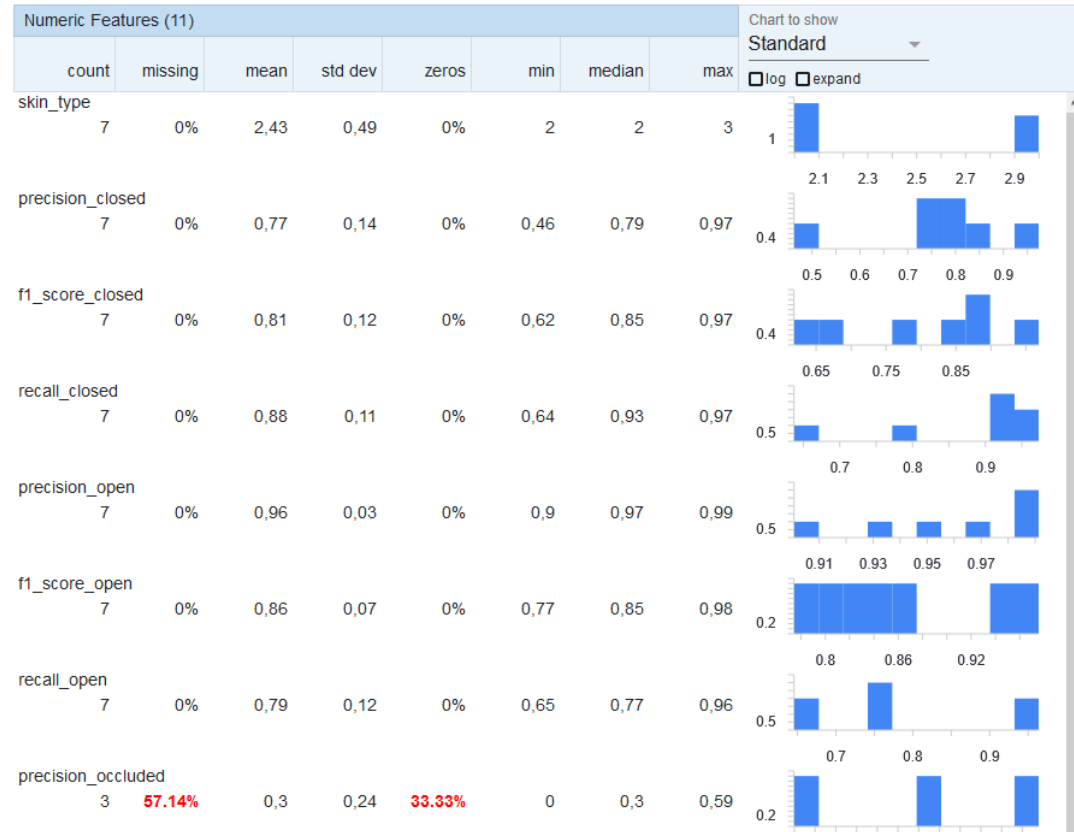 Numeric Features (11)
Chart to show
Standard
count missing mean std dev zeros min median max
log expand
skin_type
7 0% 2,43 0,49 0% 2 2 3
1
2.1 2.3 2.5 2.7 2.9
precision_closed
7 0% 0,77 0,14 0% 0,46 0,79 0,97
0.4
0.5 0.6 0.7 0.8 0.9
f1_score_closed
7 0% 0,81 0,12 0% 0,62 0,85 0,97
0.4
0.65 0.75 0.85
recall_closed
7 0% 0,88 0,11 0% 0,64 0,93 0,97
0.5
0.7 0.8 0.9
precision_open
7 0% 0,96 0,03 0% 0,9 0,97 0,99
0.5
0.91 0.93 0.95 0.97
f1_score_open
7 0% 0,86 0,07 0% 0,77 0,85 0,98
0.2
0.8 0.86 0.92
recall_open
7 0% 0,79 0,12 0% 0,65 0,77 0,96
0.5
0.7 0.8 0.9
precision_occluded
3 57.14% 0,3 0,24 33.33% 0 0,3 0,59
0.2